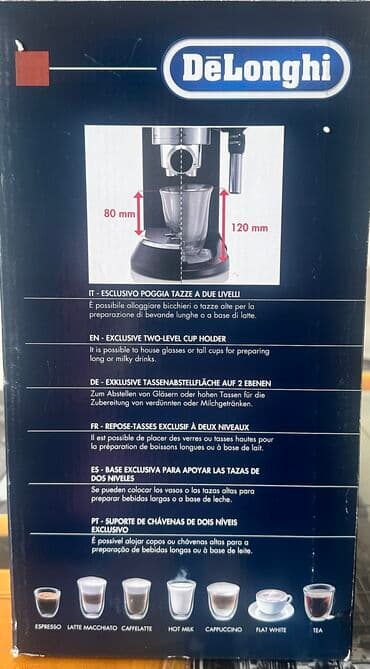 DeLonghi
80 mm
120 mm
IT - ESCLUSIVO POGGIA TAZZE A DUE LIVELLI
È possibile alloggiare bicchieri o tazze alte per la
preparazione di bevande lunghe o a base di latte.
EN - EXCLUSIVE TWO-LEVEL CUP HOLDER
It is possible to house glasses or tall cups for preparing
long or milky drinks.
DE - EXKLUSIVE TASSENABSTELLFLÄCHE AUF 2 EBENEN
Zum Abstellen von Gläsern oder hohen Tassen für die
Zubereitung von verdünnten oder Milchgetränken.
FR - REPOSE-TASSES EXCLUSIF À DEUX NIVEAUX
Il est possible de placer des verres ou tasses hautes pour
la préparation de boissons longues ou à base de lait.
ES - BASE EXCLUSIVA PARA APOYAR LAS TAZAS DE
DOS NIVELES
Se pueden colocar los vasos o las tazas altas para
preparar bebidas largas o a base de leche.
PT - SUPORTE DE CHÁVENAS DE DOIS NÍVEIS
EXCLUSIVO
É possível alojar copos ou chávenas altas para a
preparação de bebidas longas ou à base de leite.
ESPRESSO LATTE MACCHIATO CAFFELATTE HOT MILK CAPPUCCINO FLAT WHITE TEA